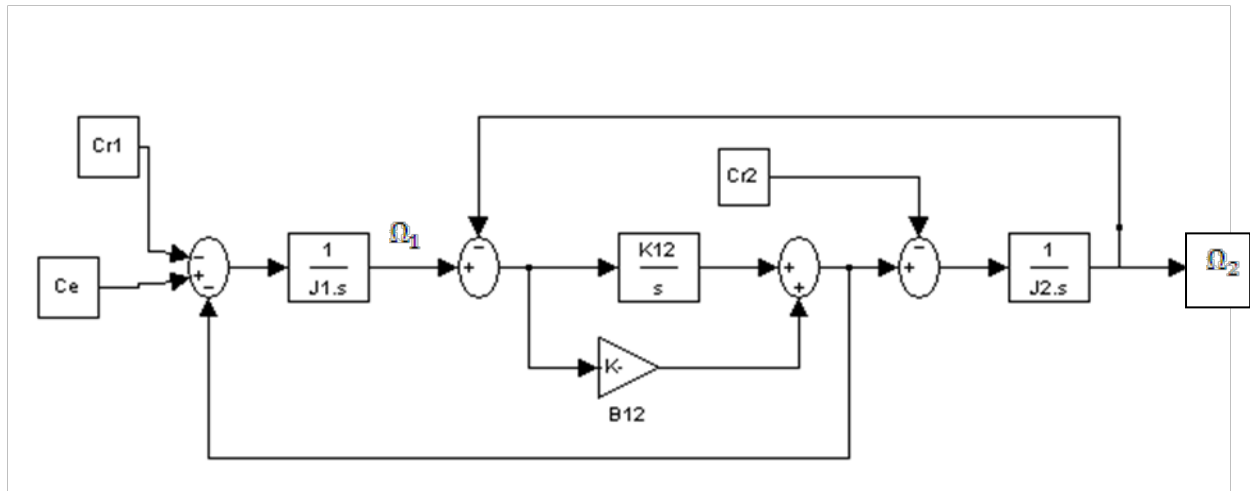 Cr1
Cr2
Ω1
Ω2
Ce
1
J1.s
K12
s
1
J2.s
-K-
B12
−
+
−
−
+
+
+
−
+